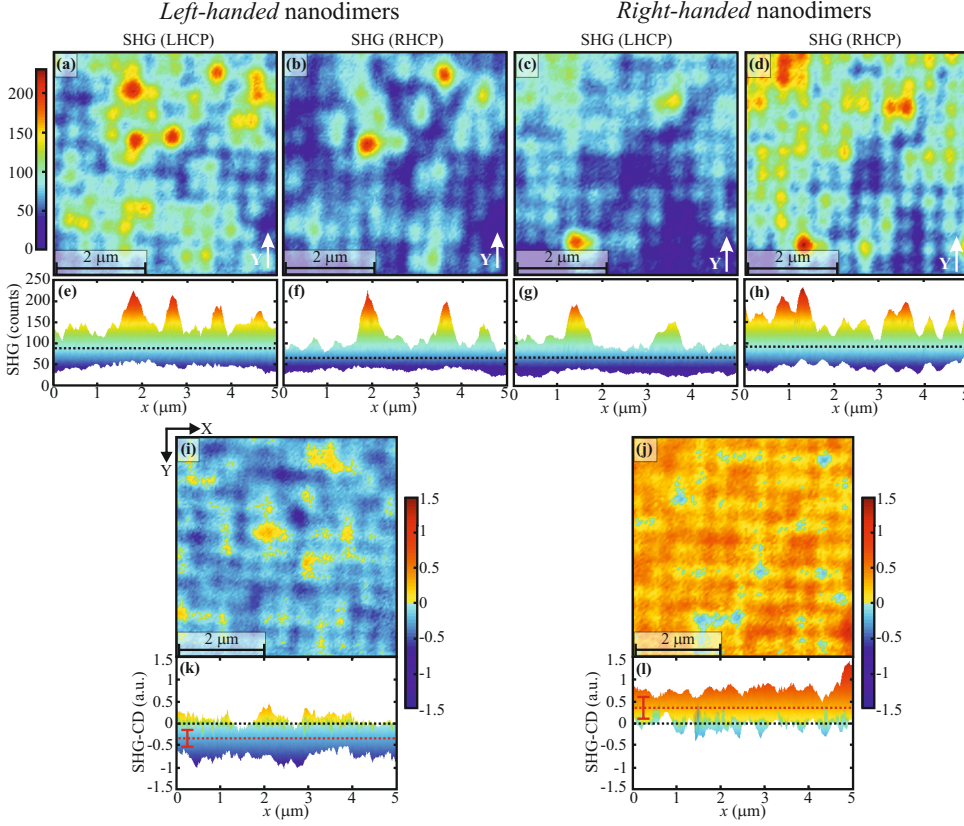 Left-handed nanodimers Right-handed nanodimers
SHG (LHCP) SHG (RHCP) SHG (LHCP) SHG (RHCP)
(a) (b) (c) (d)
200
150
100
50
0
2 μm Y 2 μm Y 2 μm Y 2 μm Y
(e) (f) (g) (h)
SHG (counts)
250
200
150
100
50
0
0 1 2 3 4 5 0 1 2 3 4 5 0 1 2 3 4 5 0 1 2 3 4 5
x (μm) x (μm) x (μm) x (μm)
X
Y
(i) (j)
1.5 1.5
1 1
0.5 0.5
0 0
-0.5 -0.5
-1 -1
-1.5 -1.5
2 μm 2 μm
(k) (l)
SHG-CD (a.u.) SHG-CD (a.u.)
1.5 1.5
1 1
0.5 0.5
0 0
-0.5 -0.5
-1 -1
-1.5 -1.5
0 1 2 3 4 5 0 1 2 3 4 5
x (μm) x (μm)